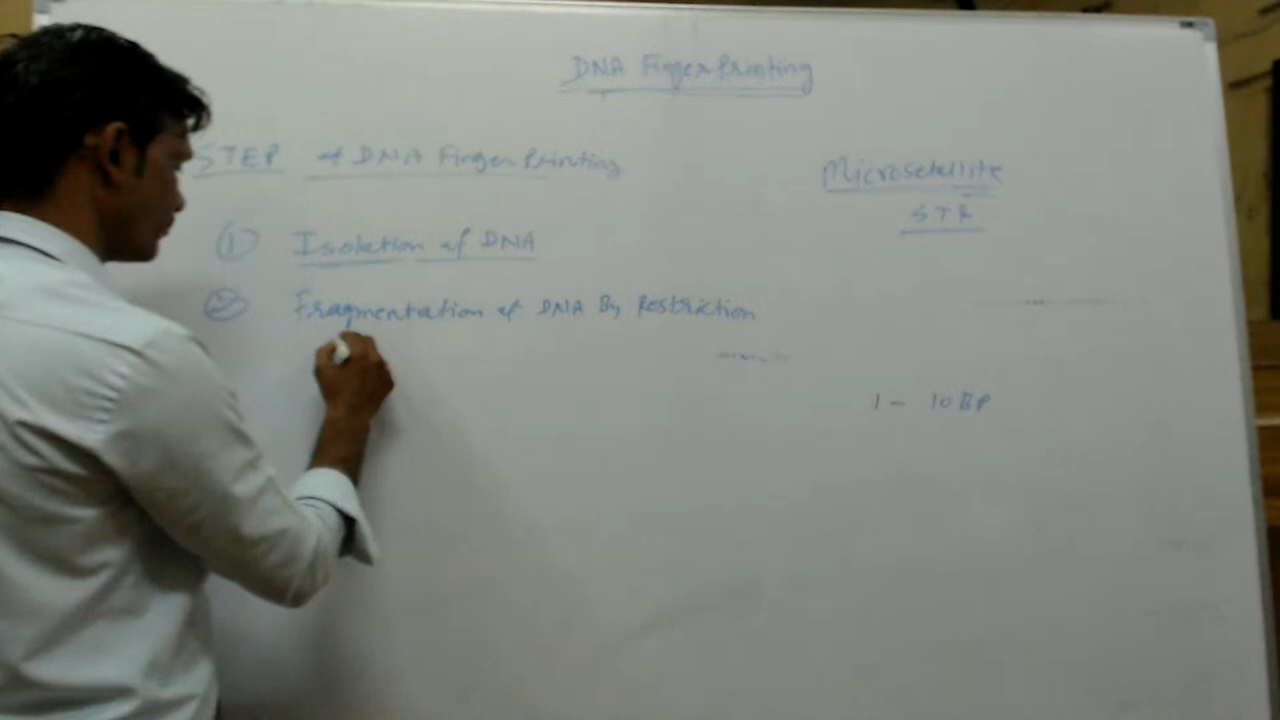 DNA Finger Printing
STEP of DNA Finger Printing
① Isolation of DNA
② Fragmentation of DNA By Restriction
Microsetellite
STR
1 - 10 BP